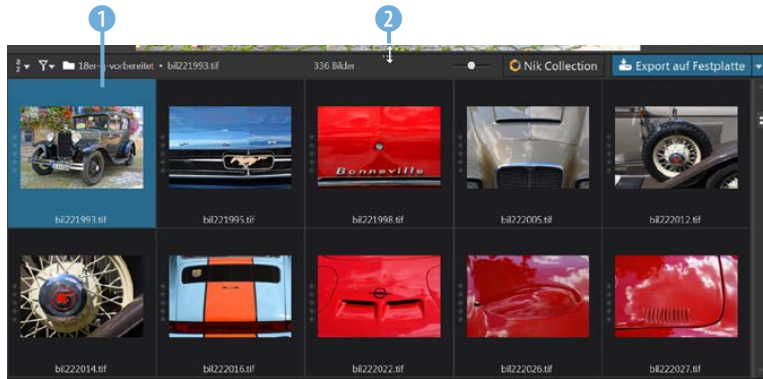 1 2
18er-g-vorbereitet • bil221993.tif 336 Bilder Nik Collection Export auf Festplatte
Bonneville
bil221993.tif bil221995.tif bil221998.tif bil222005.tif bil222012.tif
bil222014.tif bil222016.tif bil222022.tif bil222026.tif bil222027.tif